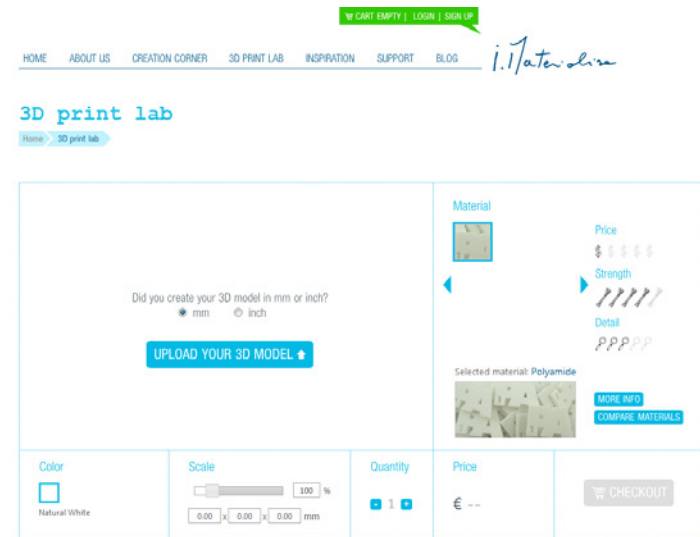 CART EMPTY | LOGIN | SIGN UP
HOME ABOUT US CREATION CORNER 3D PRINT LAB INSPIRATION SUPPORT BLOG
i.Materialise
3D print lab
Home 3D print lab
Material
Price
$ $ $ $ $
Strength
Detail
Did you create your 3D model in mm or inch?
mm inch
UPLOAD YOUR 3D MODEL
Selected material: Polyamide
MORE INFO
COMPARE MATERIALS
Color
Natural White
Scale
100 %
0.00 x 0.00 x 0.00 mm
Quantity
- 1 +
Price
€ --
CHECKOUT